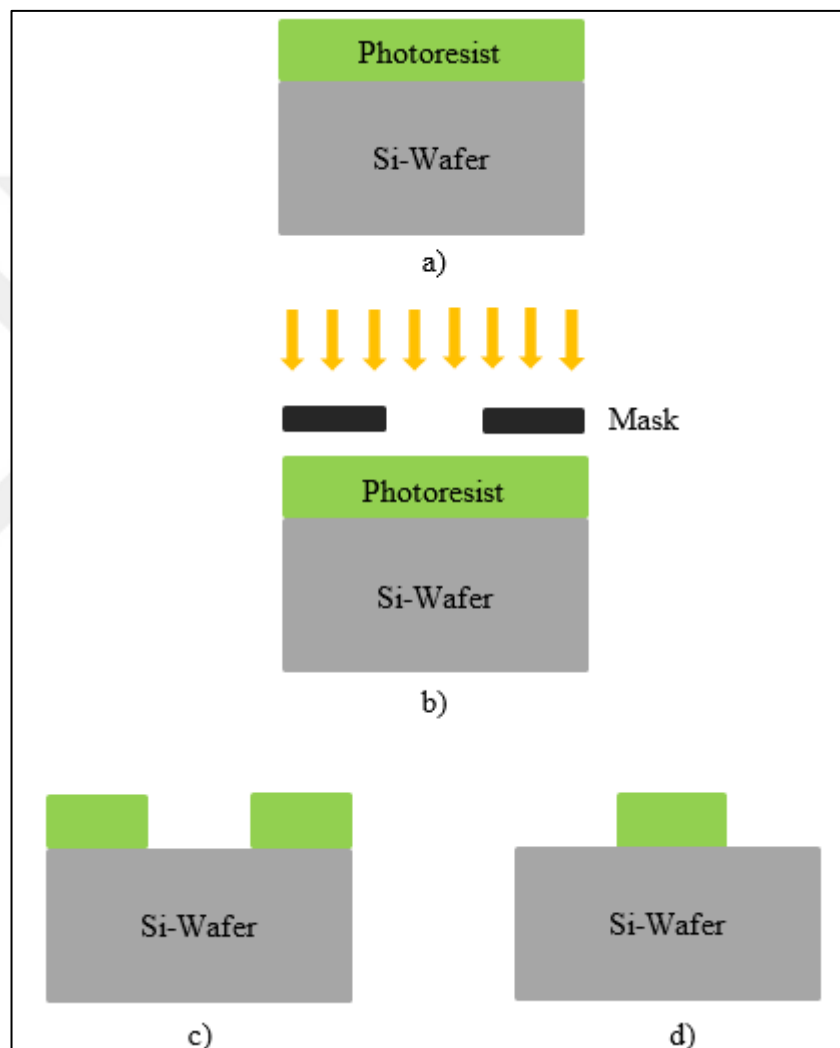 Photoresist
Si-Wafer
a)
Mask
Photoresist
Si-Wafer
b)
Si-Wafer
Si-Wafer
c)
d)